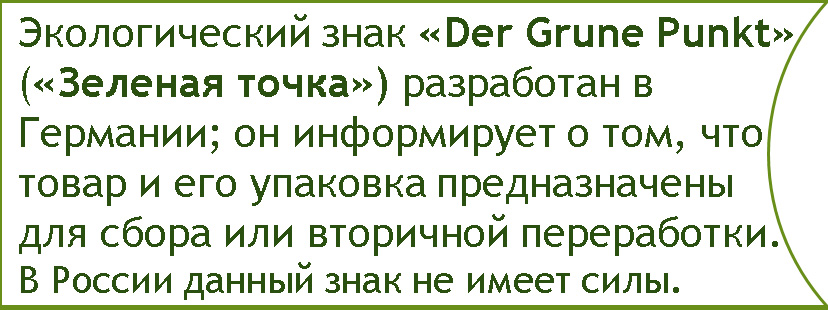 Экологический знак «Der Grune Punkt»
(«Зеленая точка») разработан в
Германии; он информирует о том, что
товар и его упаковка предназначены
для сбора или вторичной переработки.
В России данный знак не имеет силы.